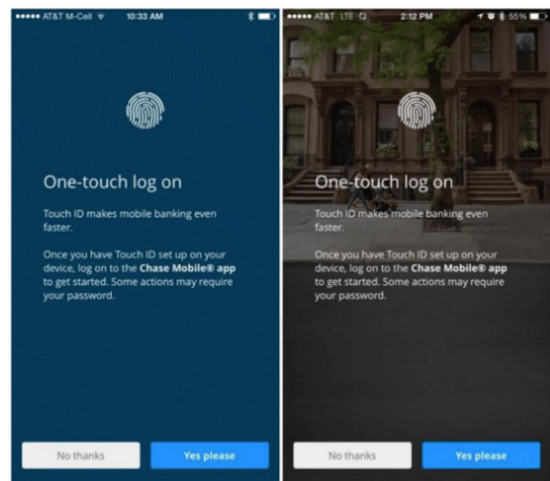 AT&T M-Cell 10:33 AM
One-touch log on
Touch ID makes mobile banking even
faster.
Once you have Touch ID set up on your
device, log on to the Chase Mobile® app
to get started. Some actions may require
your password.
No thanks Yes please
AT&T LTE 2:12 PM 55%
One-touch log on
Touch ID makes mobile banking even
faster.
Once you have Touch ID set up on your
device, log on to the Chase Mobile® app
to get started. Some actions may require
your password.
No thanks Yes please